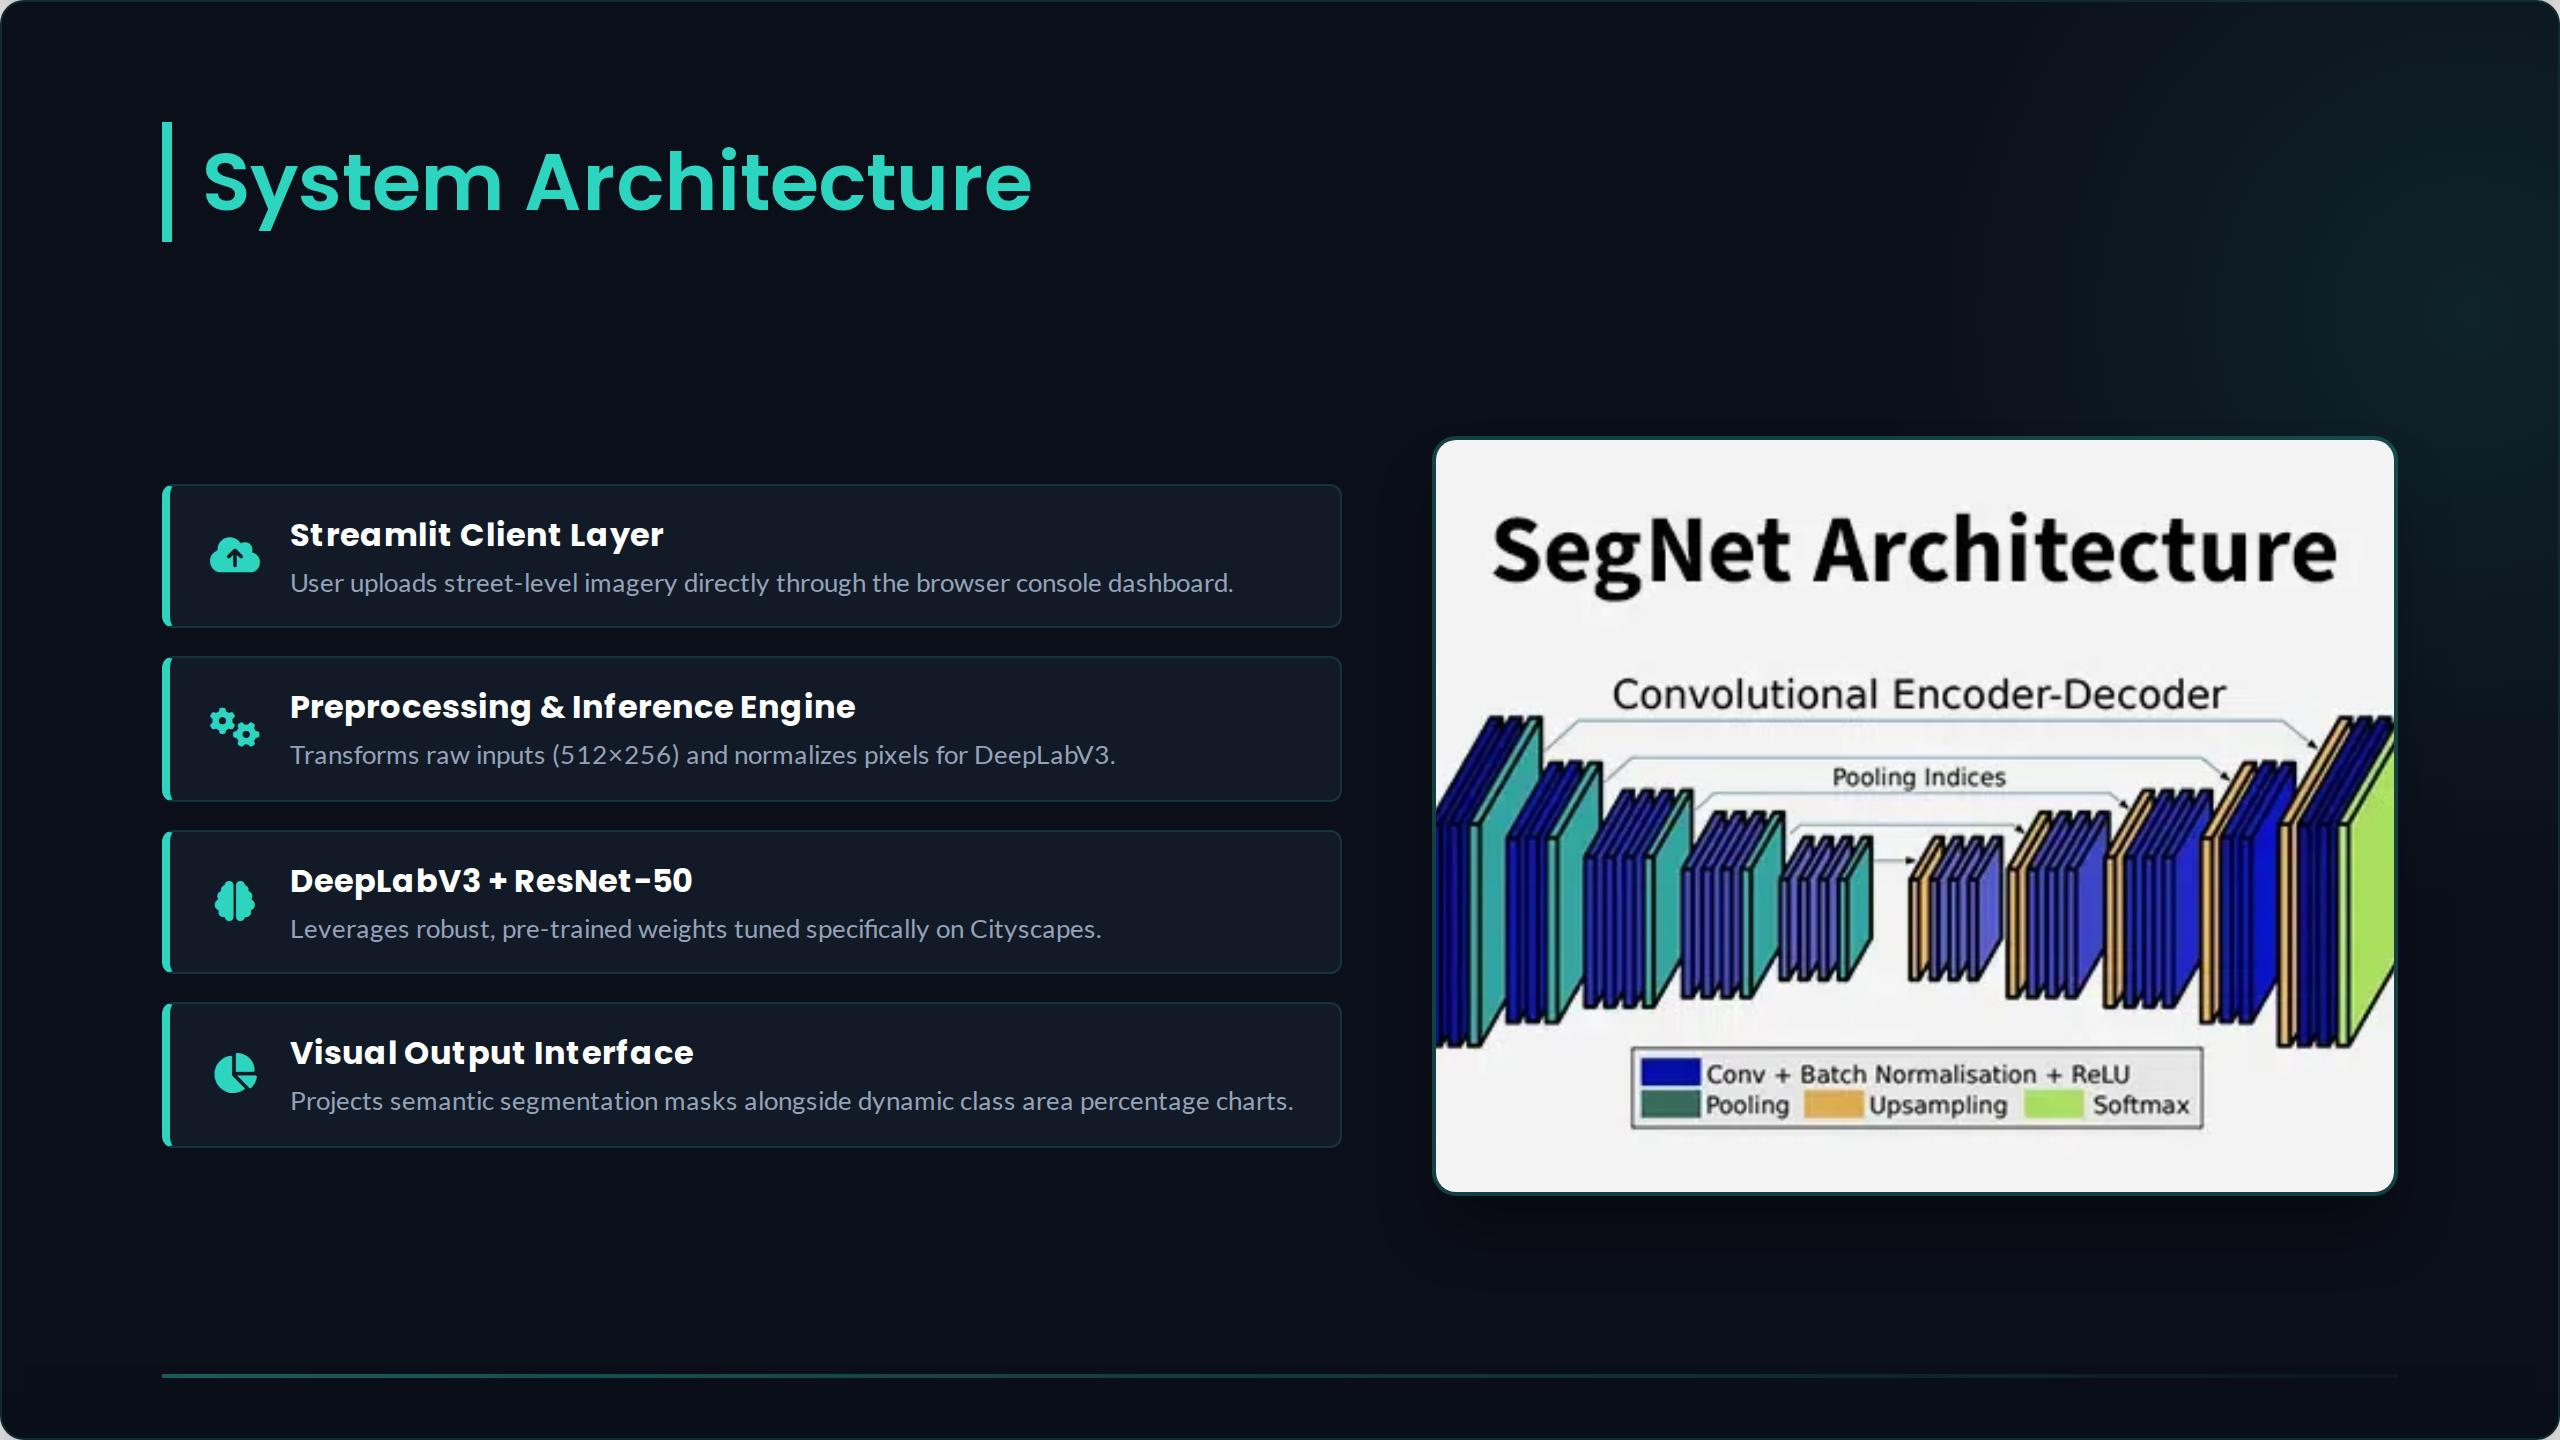 System Architecture
Streamlit Client Layer
User uploads street-level imagery directly through the browser console dashboard.
Preprocessing & Inference Engine
Transforms raw inputs (512×256) and normalizes pixels for DeepLabV3.
DeepLabV3 + ResNet-50
Leverages robust, pre-trained weights tuned specifically on Cityscapes.
Visual Output Interface
Projects semantic segmentation masks alongside dynamic class area percentage charts.
SegNet Architecture
Convolutional Encoder-Decoder
Pooling Indices
Conv + Batch Normalisation + ReLU
Pooling Upsampling Softmax